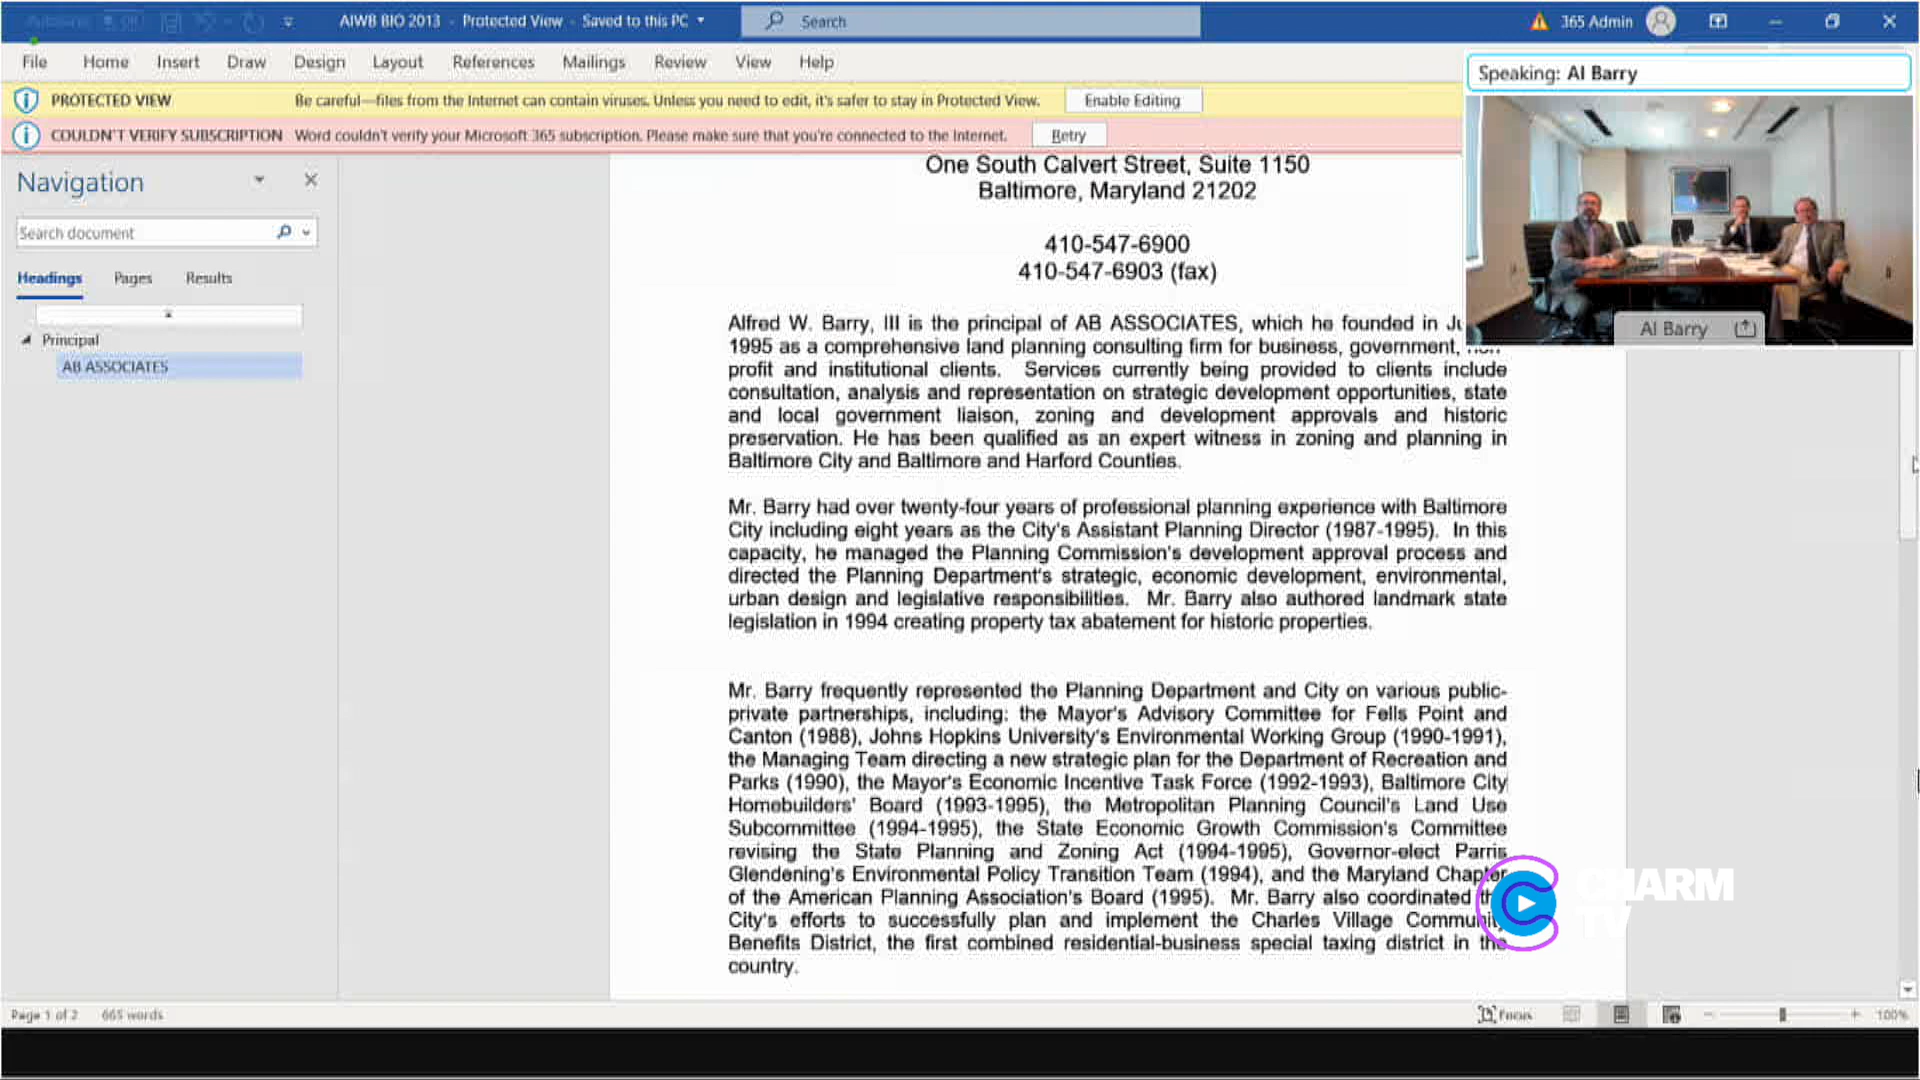 AIWB BIO 2013 - Protected View - Saved to this PC
Search
365 Admin
File Home Insert Draw Design Layout References Mailings Review View Help
PROTECTED VIEW Be careful—files from the Internet can contain viruses. Unless you need to edit, it's safer to stay in Protected View. Enable Editing
COULDN'T VERIFY SUBSCRIPTION Word couldn't verify your Microsoft 365 subscription. Please make sure that you're connected to the Internet. Retry
Speaking: Al Barry
Al Barry
Navigation
Search document
Headings Pages Results
Principal
AB ASSOCIATES
One South Calvert Street, Suite 1150
Baltimore, Maryland 21202
410-547-6900
410-547-6903 (fax)
Alfred W. Barry, III is the principal of AB ASSOCIATES, which he founded in
1995 as a comprehensive land planning consulting firm for business, government,
profit and institutional clients. Services currently being provided to clients include
consultation, analysis and representation on strategic development opportunities, state
and local government liaison, zoning and development approvals and historic
preservation. He has been qualified as an expert witness in zoning and planning in
Baltimore City and Baltimore and Harford Counties.
Mr. Barry had over twenty-four years of professional planning experience with Baltimore
City including eight years as the City's Assistant Planning Director (1987-1995). In this
capacity, he managed the Planning Commission's development approval process and
directed the Planning Department's strategic, economic development, environmental,
urban design and legislative responsibilities. Mr. Barry also authored landmark state
legislation in 1994 creating property tax abatement for historic properties.
Mr. Barry frequently represented the Planning Department and City on various public-
private partnerships, including: the Mayor's Advisory Committee for Fells Point and
Canton (1988), Johns Hopkins University's Environmental Working Group (1990-1991),
the Managing Team directing a new strategic plan for the Department of Recreation and
Parks (1990), the Mayor's Economic Incentive Task Force (1992-1993), Baltimore City
Homebuilders' Board (1993-1995), the Metropolitan Planning Council's Land Use
Subcommittee (1994-1995), the State Economic Growth Commission's Committee
revising the State Planning and Zoning Act (1994-1995), Governor-elect Parris
Glendening's Environmental Policy Transition Team (1994), and the Maryland Chapter
of the American Planning Association's Board (1995). Mr. Barry also coordinated
City's efforts to successfully plan and implement the Charles Village Community
Benefits District, the first combined residential-business special taxing district in the
country.
CHARM
TV
Page 1 of 2 665 words
Focus
100%